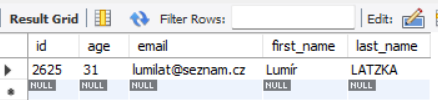 Result Grid Filter Rows: Edit:
id age email first_name last_name
2625 31 lumilat@seznam.cz Lumír LATZKA
NULL NULL NULL NULL NULL